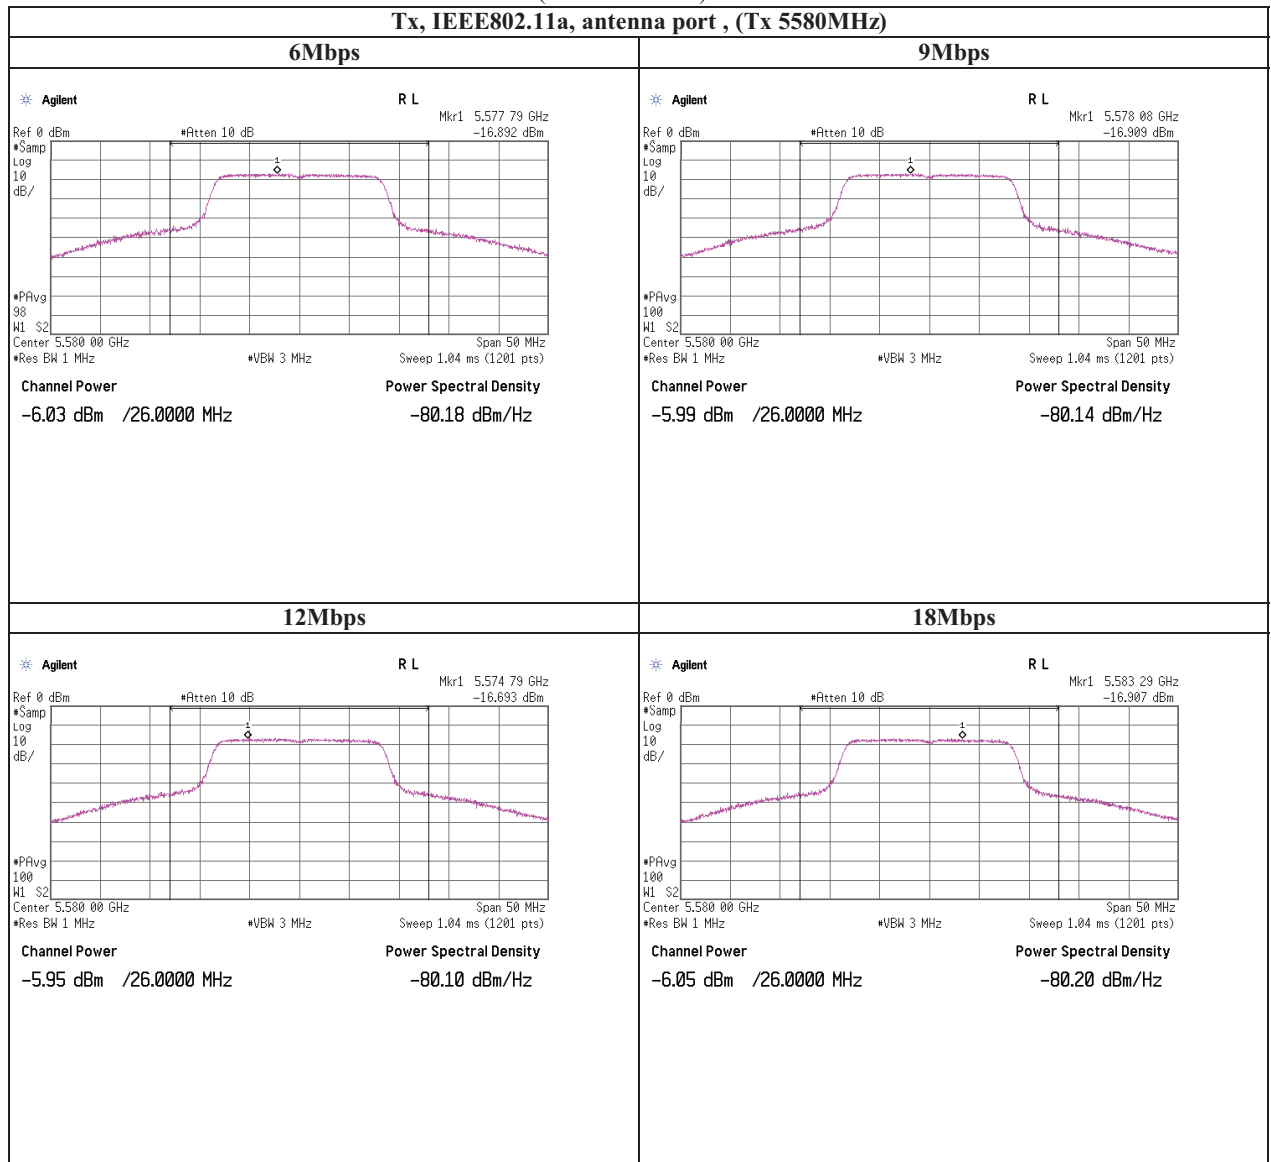 Tx, IEEE802.11a, antenna port , (Tx 5580MHz)
6Mbps
Agilent
R L
Mkr1 5.577 79 GHz
Ref 0 dBm
#Atten 10 dB
-16.892 dBm
#Samp
Log
10
dB/
1
#PAvg
98
W1 S2
Center 5.580 00 GHz
Span 50 MHz
#Res BW 1 MHz
#VBW 3 MHz
Sweep 1.04 ms (1201 pts)
Channel Power
Power Spectral Density
-6.03 dBm /26.0000 MHz
-80.18 dBm/Hz
9Mbps
Agilent
R L
Mkr1 5.578 08 GHz
Ref 0 dBm
#Atten 10 dB
-16.909 dBm
#Samp
Log
10
dB/
1
#PAvg
100
W1 S2
Center 5.580 00 GHz
Span 50 MHz
#Res BW 1 MHz
#VBW 3 MHz
Sweep 1.04 ms (1201 pts)
Channel Power
Power Spectral Density
-5.99 dBm /26.0000 MHz
-80.14 dBm/Hz
12Mbps
Agilent
R L
Mkr1 5.574 79 GHz
Ref 0 dBm
#Atten 10 dB
-16.693 dBm
#Samp
Log
10
dB/
1
#PAvg
100
W1 S2
Center 5.580 00 GHz
Span 50 MHz
#Res BW 1 MHz
#VBW 3 MHz
Sweep 1.04 ms (1201 pts)
Channel Power
Power Spectral Density
-5.95 dBm /26.0000 MHz
-80.10 dBm/Hz
18Mbps
Agilent
R L
Mkr1 5.583 29 GHz
Ref 0 dBm
#Atten 10 dB
-16.907 dBm
#Samp
Log
10
dB/
1
#PAvg
100
W1 S2
Center 5.580 00 GHz
Span 50 MHz
#Res BW 1 MHz
#VBW 3 MHz
Sweep 1.04 ms (1201 pts)
Channel Power
Power Spectral Density
-6.05 dBm /26.0000 MHz
-80.20 dBm/Hz